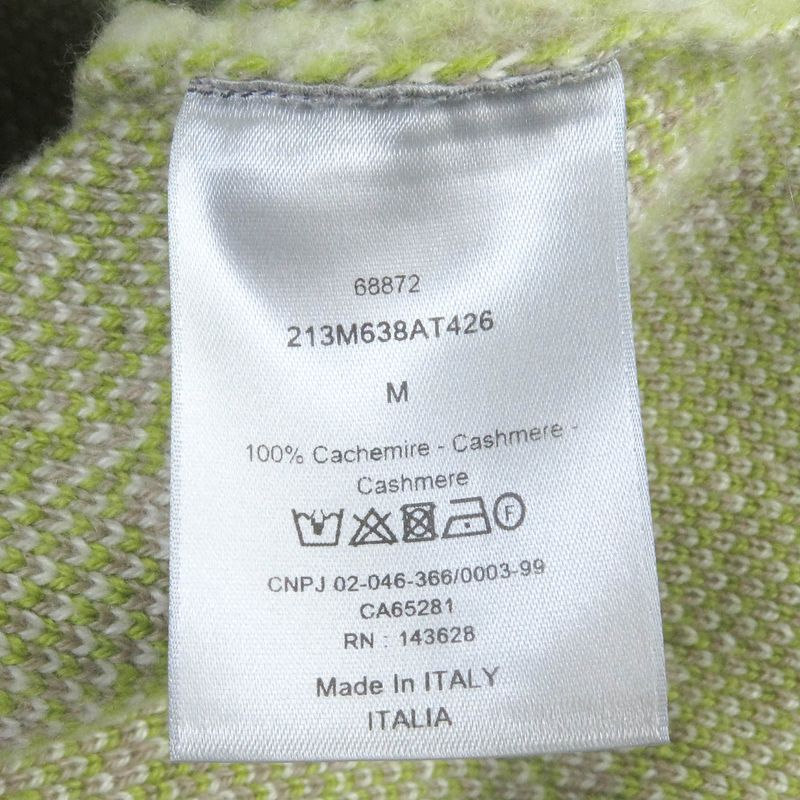 68872
213M638AT426
M
100% Cachemire - Cashmere -
Cashmere
F
CNPJ 02-046-366/0003-99
CA65281
RN : 143628
Made In ITALY
ITALIA